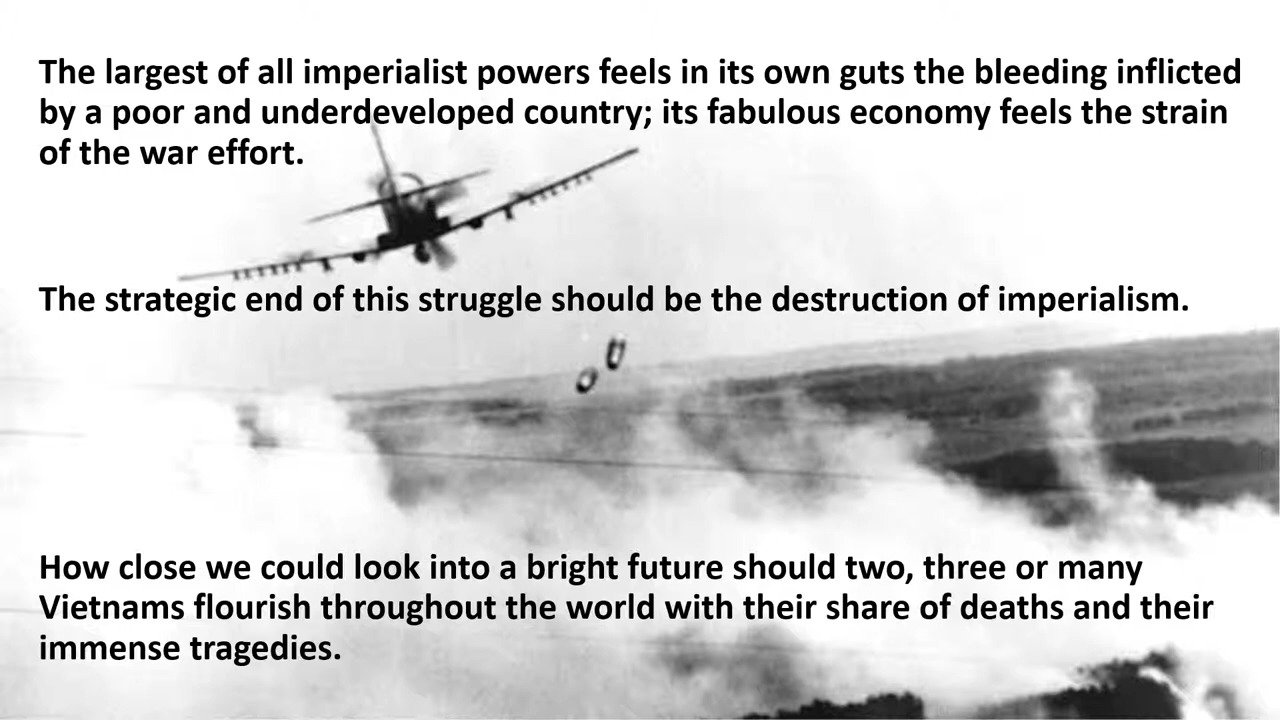 The largest of all imperialist powers feels in its own guts the bleeding inflicted
by a poor and underdeveloped country; its fabulous economy feels the strain
of the war effort.
The strategic end of this struggle should be the destruction of imperialism.
How close we could look into a bright future should two, three or many
Vietnams flourish throughout the world with their share of deaths and their
immense tragedies.